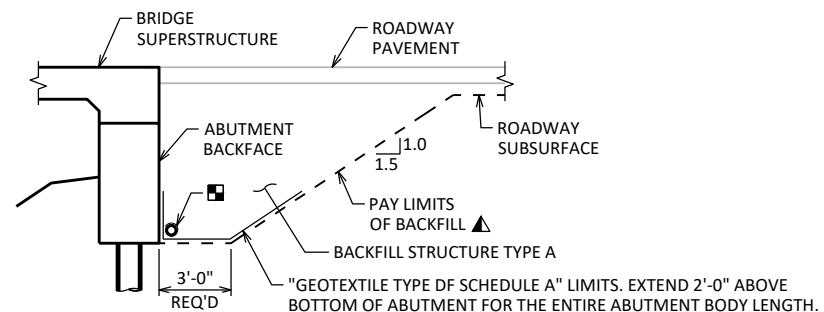 BRIDGE
SUPERSTRUCTURE
ROADWAY
PAVEMENT
ABUTMENT
BACKFACE
1.0
1.5
ROADWAY
SUBSURFACE
PAY LIMITS
OF BACKFILL
BACKFILL STRUCTURE TYPE A
3'-0"
REQ'D
"GEOTEXTILE TYPE DF SCHEDULE A" LIMITS. EXTEND 2'-0" ABOVE
BOTTOM OF ABUTMENT FOR THE ENTIRE ABUTMENT BODY LENGTH.